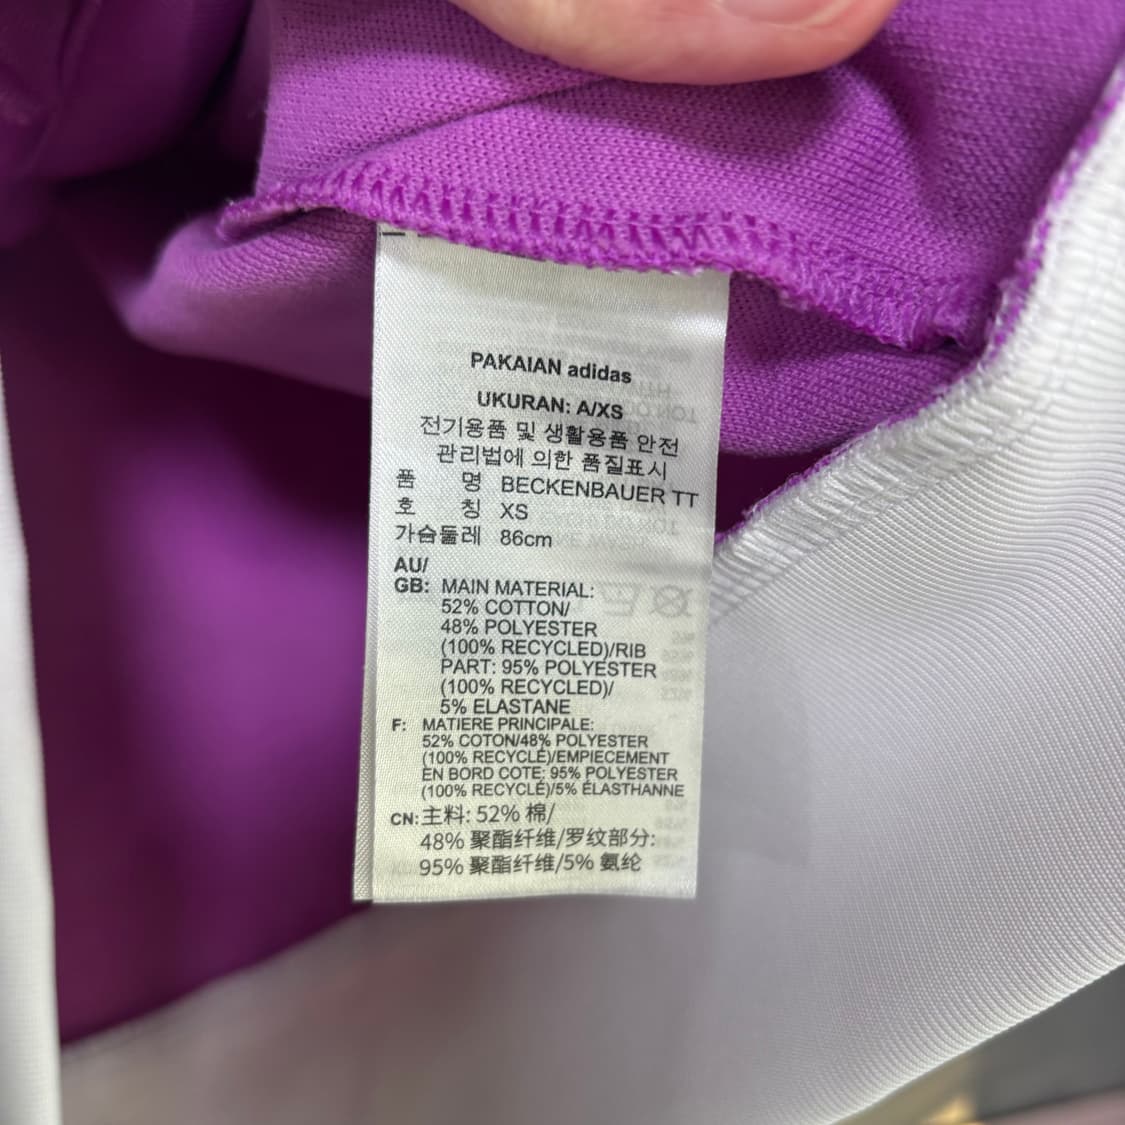 PAKAIAN adidas
UKURAN: A/XS
전기용품 및 생활용품 안전
관리법에 의한 품질표시
품 명 BECKENBAUER TT
호 칭 XS
가슴둘레 86cm
AU/
GB: MAIN MATERIAL:
52% COTTON/
48% POLYESTER
(100% RECYCLED)/RIB
PART: 95% POLYESTER
(100% RECYCLED)/
5% ELASTANE
F: MATIERE PRINCIPALE:
52% COTON/48% POLYESTER
(100% RECYCLÉ)/EMPIECEMENT
EN BORD COTE: 95% POLYESTER
(100% RECYCLÉ)/5% ÉLASTHANNE
CN: 主料: 52% 棉/
48% 聚酯纤维/罗纹部分:
95% 聚酯纤维/5% 氨纶